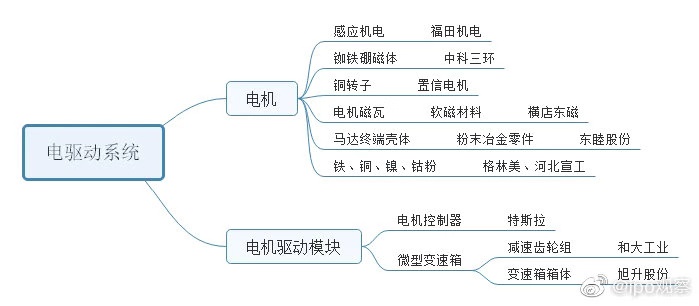 感应机电 福田机电
铷铁硼磁体 中科三环
铜转子 置信电机
电机
电机磁瓦 软磁材料 横店东磁
马达终端壳体 粉末冶金零件 东睦股份
电驱动系统
铁、铜、镍、钴粉 格林美、河北宣工
电机控制器 特斯拉
电机驱动模块
减速齿轮组 和大工业
微型变速箱
变速箱箱体 旭升股份
@ipo观察